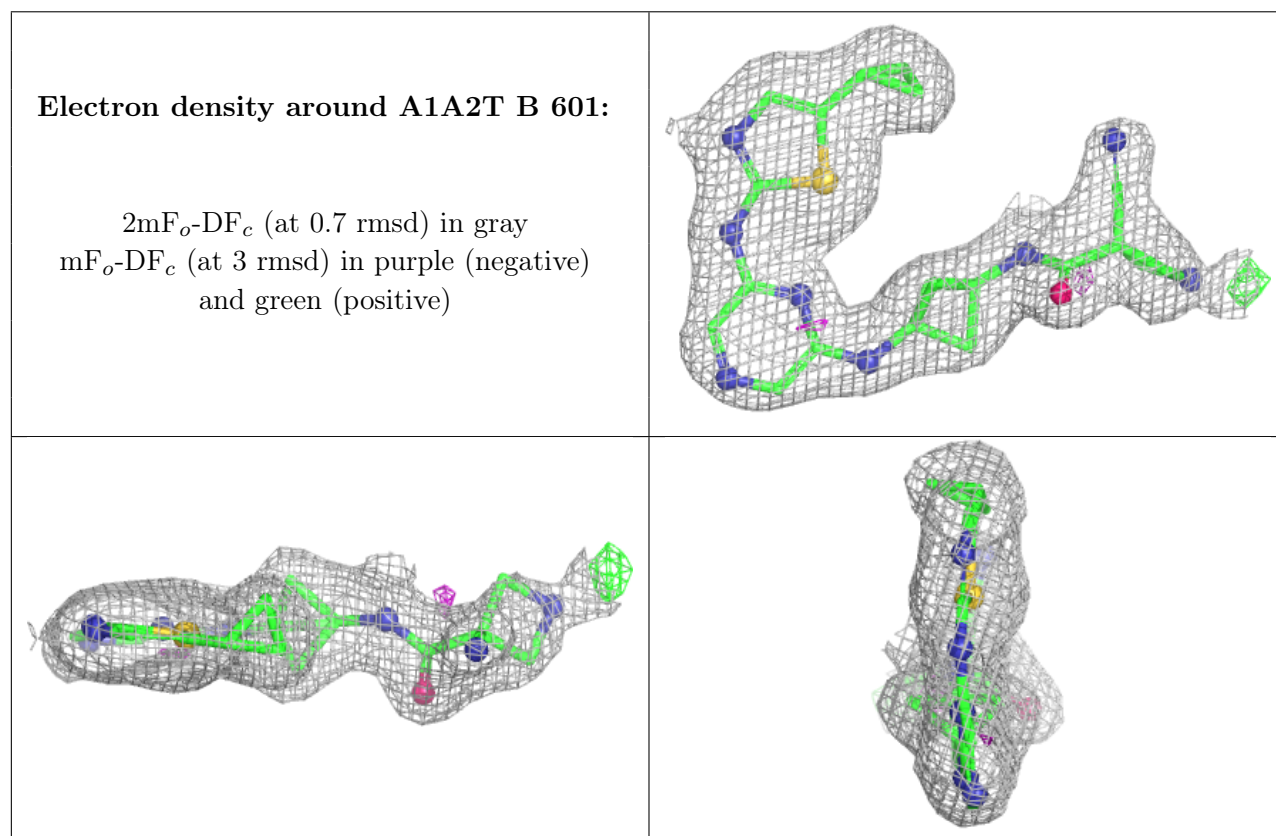 Electron density around A1A2T B 601:
2mFₒ-DF𝑐 (at 0.7 rmsd) in gray
mFₒ-DF𝑐 (at 3 rmsd) in purple (negative)
and green (positive)